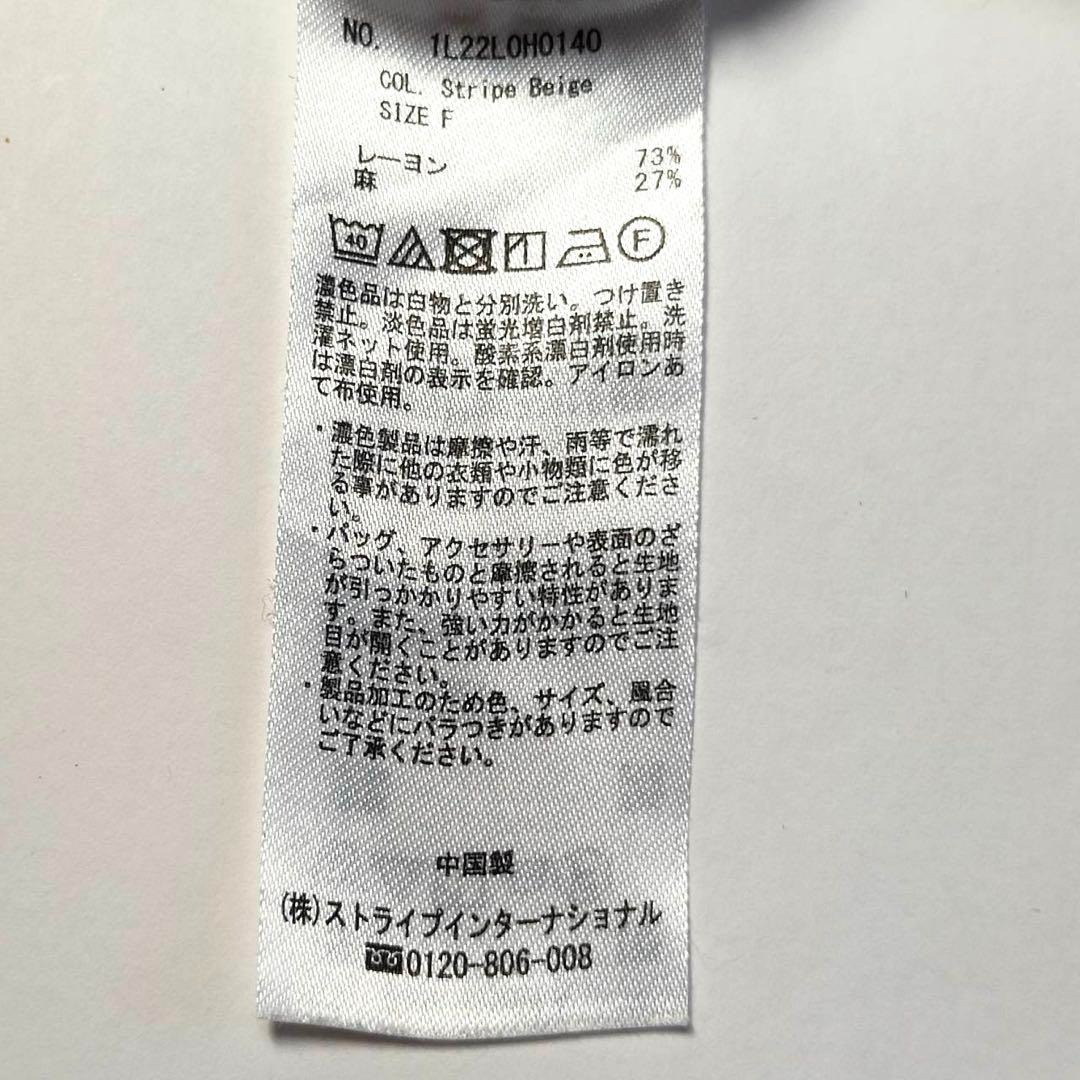 NO. 1L22L0H0140
COL. Stripe Beige
SIZE F
レーヨン 73%
麻 27%
40 F
濃色品は白物と分別洗い。つけ置き
禁止。淡色品は蛍光増白剤禁止。洗
濯ネット使用。酸素系漂白剤使用時
は漂白剤の表示を確認。アイロンあ
て布使用。
・濃色製品は摩擦や汗、雨等で濡れ
た際に他の衣類や小物類に色が移
る事がありますのでご注意くださ
い。
・バッグ、アクセサリーや表面のざ
らついたものと摩擦されると生地
が引っかかりやすい特性がありま
す。また、強い力がかかると生地
目が開くことがありますのでご注
意ください。
・製品加工のため色、サイズ、風合
いなどにバラつきがありますので
ご了承ください。
中国製
(株)ストライプインターナショナル
0120-806-008